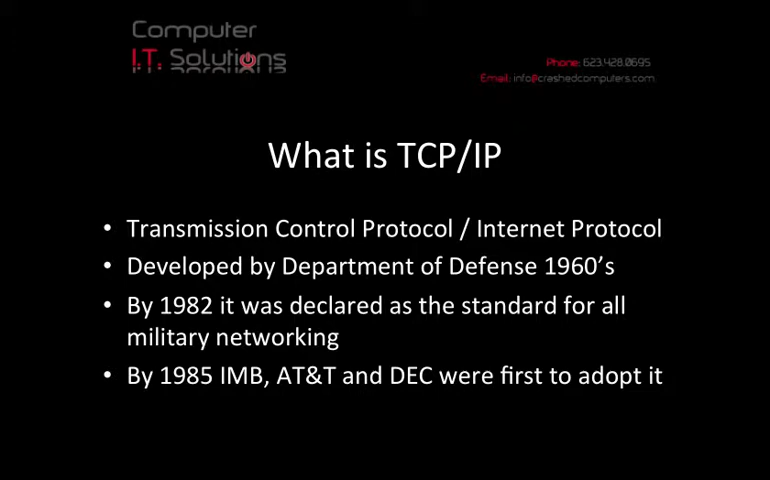 Computer
I.T. Solutions
Phone: 623.428.0695
Email: info@crashedcomputers.com
What is TCP/IP
• Transmission Control Protocol / Internet Protocol
• Developed by Department of Defense 1960's
• By 1982 it was declared as the standard for all
military networking
• By 1985 IMB, AT&T and DEC were first to adopt it